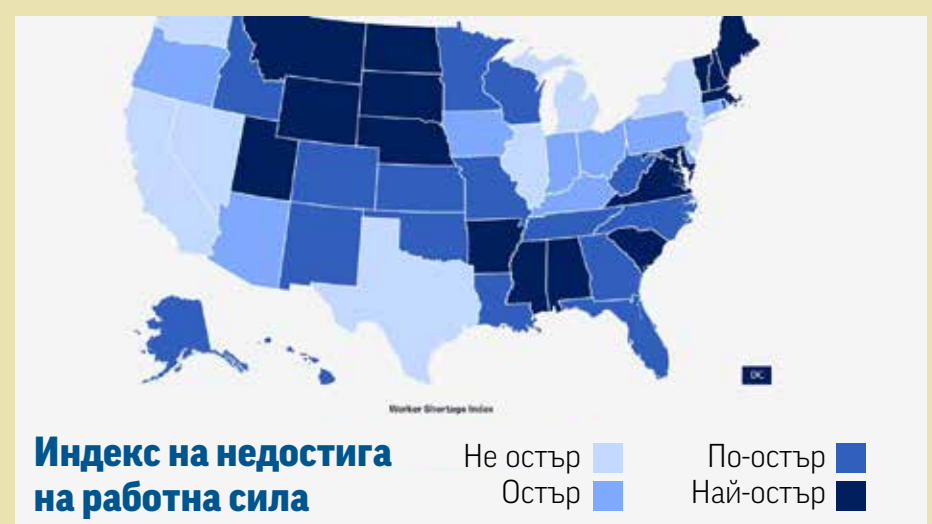 DC
Worker Shortage Index
Индекс на недостига
на работна сила
Не остър
Остър
По-остър
Най-остър